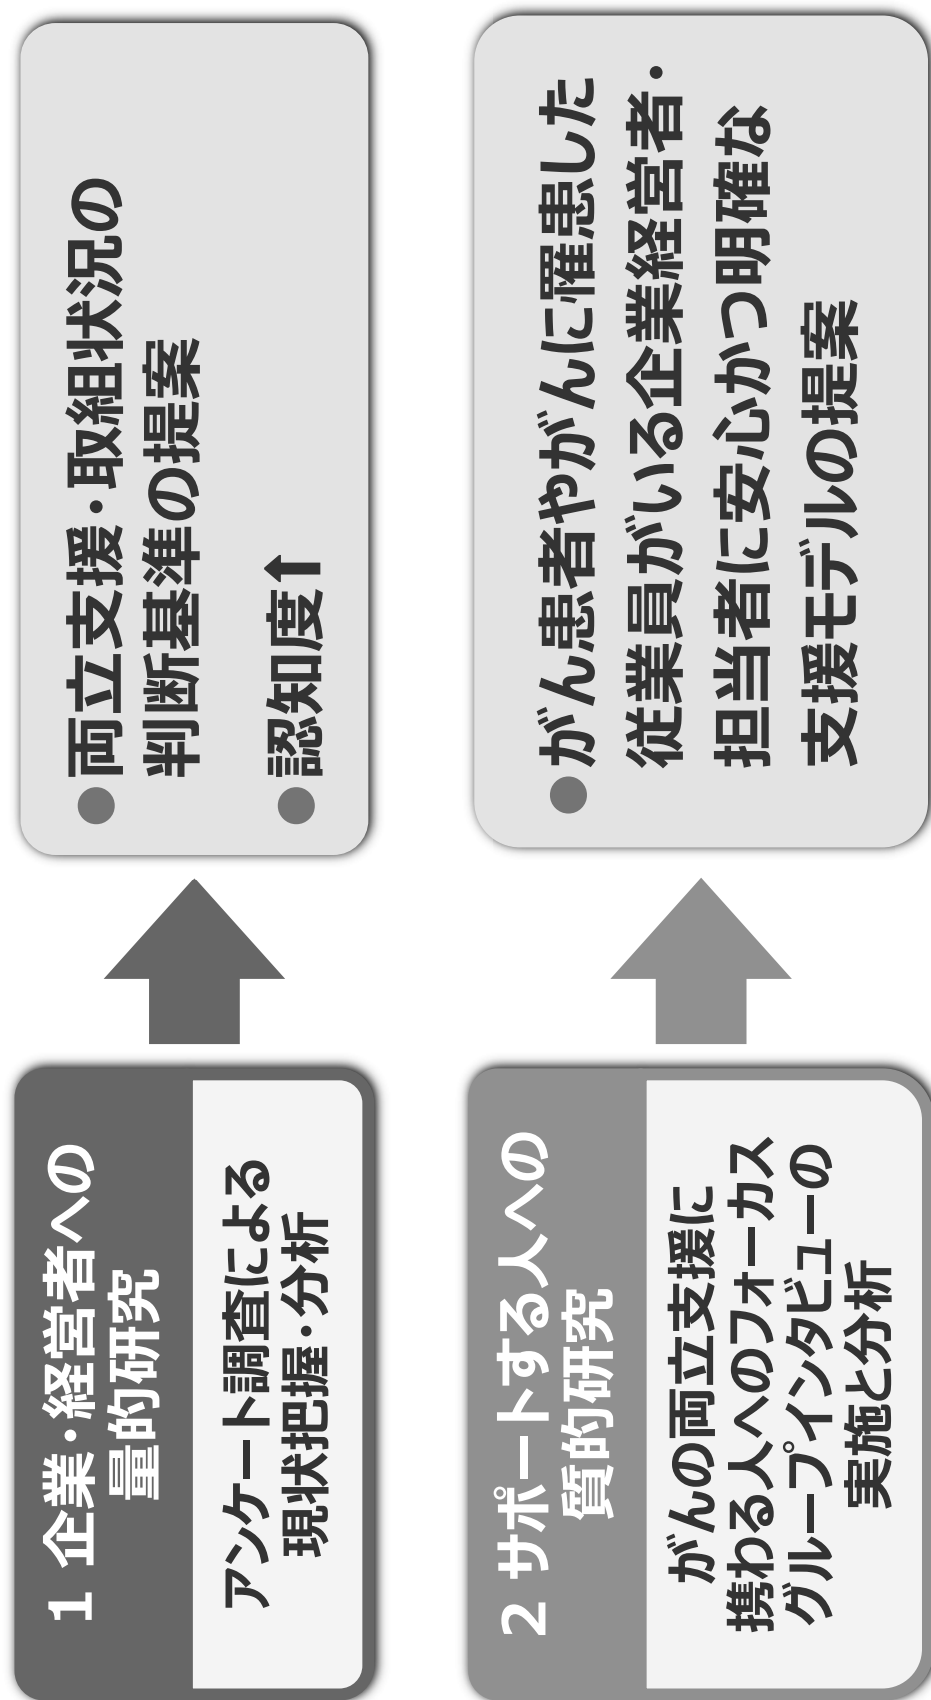 1 企業・経営者への
量的研究
アンケート調査による
現状把握・分析
● 両立支援・取組状況の
判断基準の提案
● 認知度↑
2 サポートする人への
質的研究
がんの両立支援に
携わる人へのフォーカス
グループインタビューの
実施と分析
● がん患者やがんに罹患した
従業員がいる企業経営者・
担当者に安心かつ明確な
支援モデルの提案